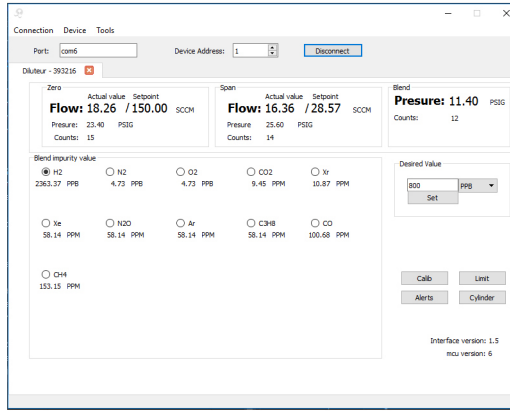 Connection Device Tools
Port: com6 Device Address: 1 Disconnect
Diluteur - 393216
Zero
Actual value Setpoint
Flow: 18.26 / 150.00 SCCM
Presure: 23.40 PSIG
Counts: 15
Span
Actual value Setpoint
Flow: 16.36 / 28.57 SCCM
Presure 25.60 PSIG
Counts: 14
Blend
Presure: 11.40 PSIG
Counts: 12
Blend impurity value
H2 N2 O2 CO2 Xr
2363.37 PPB 4.73 PPB 4.73 PPB 9.45 PPM 10.87 PPM
Xe N2O Ar C3H8 CO
58.14 PPM 58.14 PPM 58.14 PPM 58.14 PPM 100.68 PPM
CH4
153.15 PPM
Desired Value
800 PPB
Set
Calib Limit
Alerts Cylinder
Interface version: 1.5
mcu version: 6